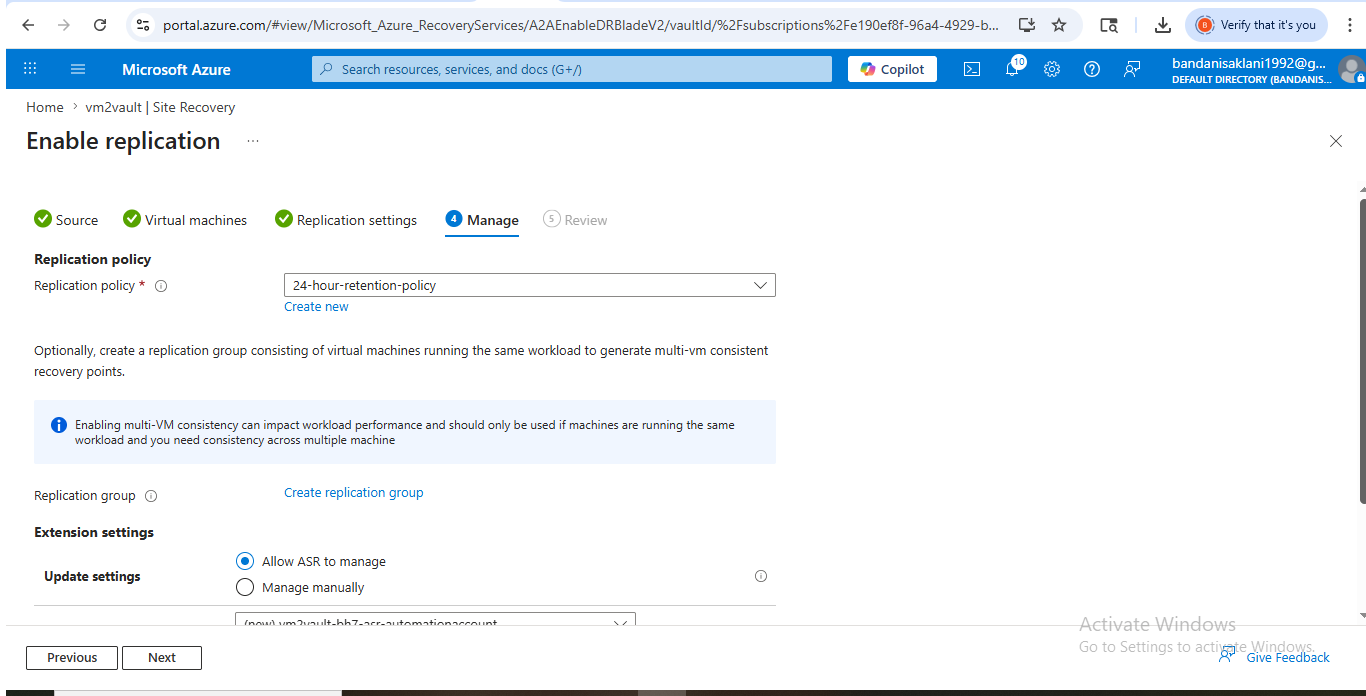 portal.azure.com/#view/Microsoft_Azure_RecoveryServices/A2AEnableDRBladeV2/vaultId/%2Fsubscriptions%2Fe190ef8f-96a4-4929-b...
B
Verify that it's you
Microsoft Azure
Search resources, services, and docs (G+/)
Copilot
10
bandanisaklani1992@g...
DEFAULT DIRECTORY (BANDANIS...
Home > vm2vault | Site Recovery
Enable replication ...
Source
Virtual machines
Replication settings
4 Manage
5 Review
Replication policy
Replication policy *
24-hour-retention-policy
Create new
Optionally, create a replication group consisting of virtual machines running the same workload to generate multi-vm consistent
recovery points.
Enabling multi-VM consistency can impact workload performance and should only be used if machines are running the same
workload and you need consistency across multiple machine
Replication group
Create replication group
Extension settings
Update settings
Allow ASR to manage
Manage manually
(new) vm2vault-bh7-asr-automationaccount
Activate Windows
Go to Settings to activate Windows.
Previous
Next
Give Feedback